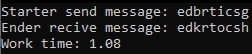 Starter send message: edbrticsg
Ender recive message: edkrtocsh
Work time: 1.08